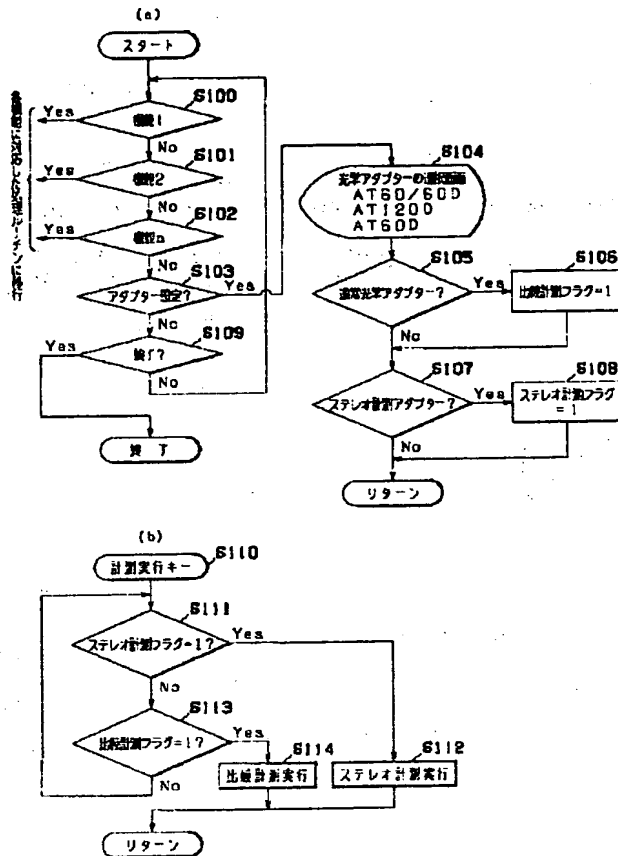 (a)
スタート
S100
機能1
Yes
No
S101
機能2
Yes
No
S102
機能n
Yes
No
S103
アダプター設定?
Yes
No
S109
終了?
Yes
No
終了
S104
光学アダプターの選択画面
AT60/60D
AT120D
AT60D
S105
通常光学アダプター?
Yes
S106
比較計測フラグ=1
No
S107
ステレオ計測アダプター?
Yes
S108
ステレオ計測フラグ
=1
No
リターン
(b)
計測実行キー
S110
S111
ステレオ計測フラグ=1?
Yes
No
S113
比較計測フラグ=1?
Yes
No
S114
比較計測実行
S112
ステレオ計測実行
リターン